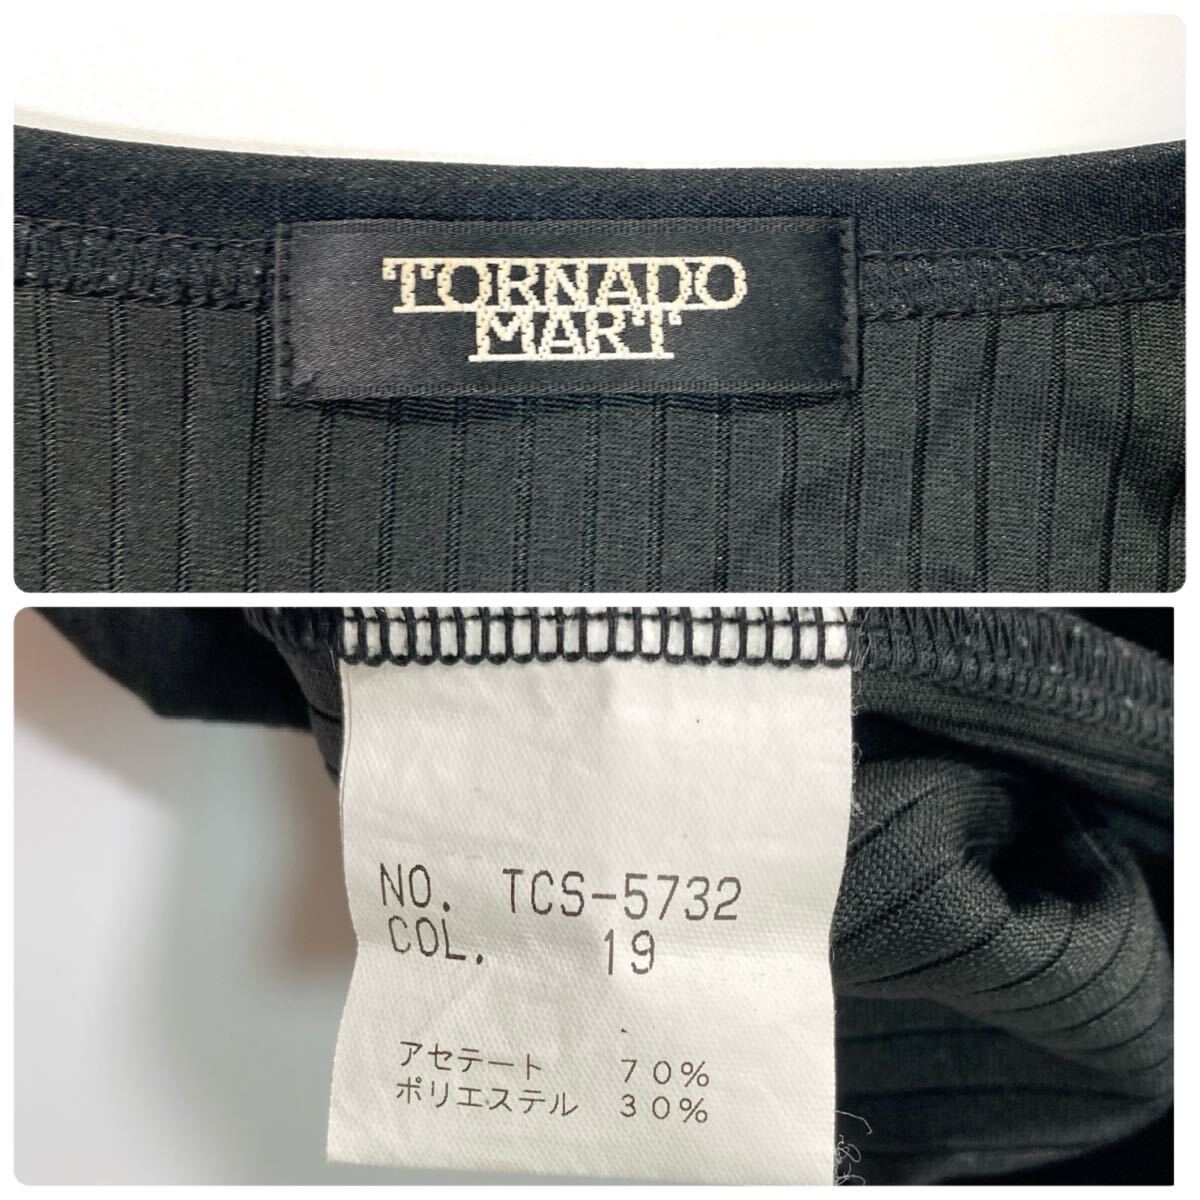 TORNADO
MART
NO. TCS-5732
COL. 19
アセテート 70%
ポリエステル 30%